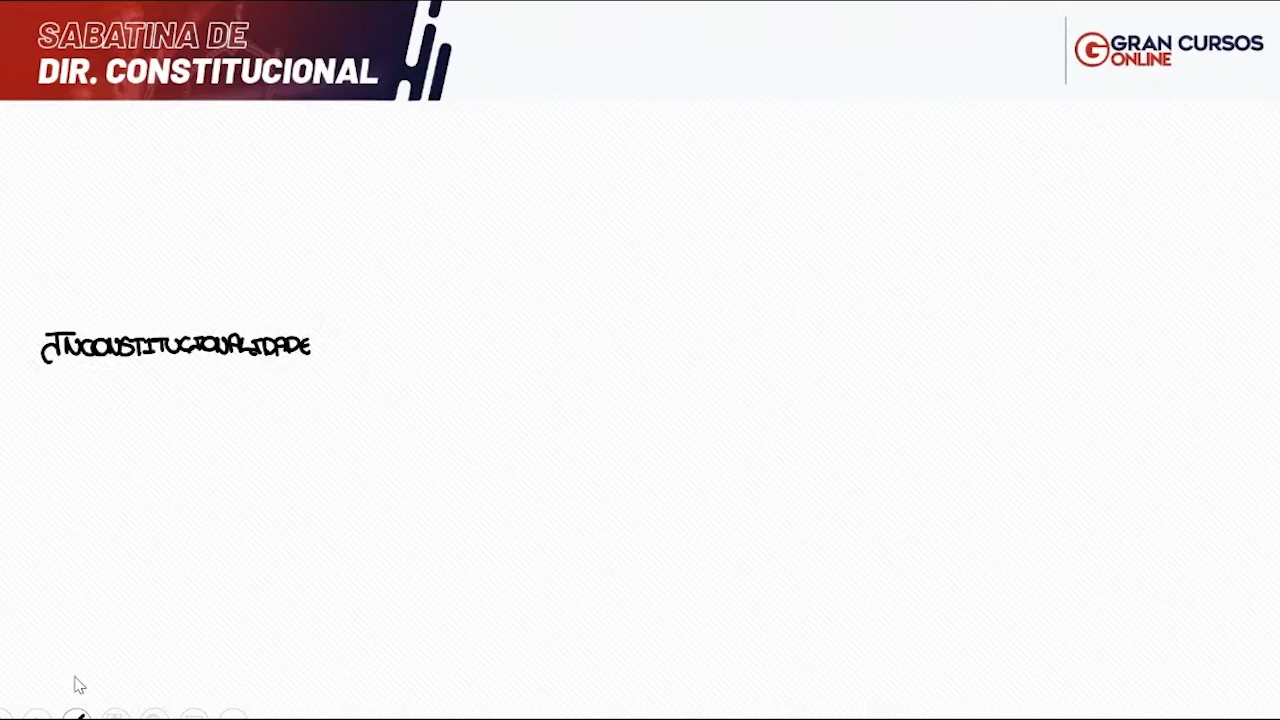 SABATINA DE
DIR. CONSTITUCIONAL
GRAN CURSOS
ONLINE
INCONSTITUCIONALIDADE